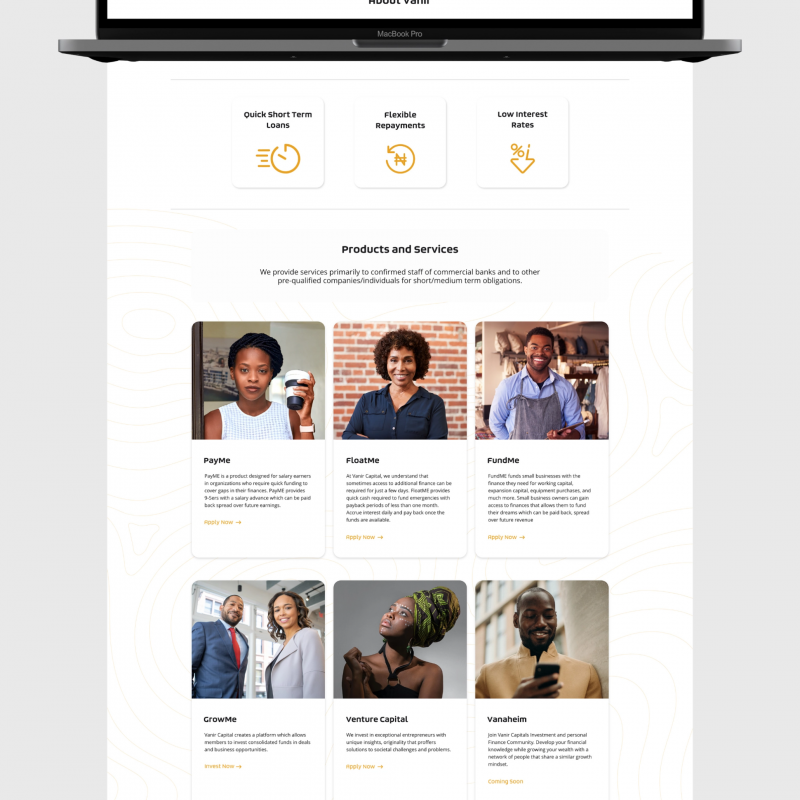 About Vanir
MacBook Pro
Quick Short Term
Loans
Flexible
Repayments
Low Interest
Rates
Products and Services
We provide services primarily to confirmed staff of commercial banks and to other
pre-qualified companies/individuals for short/medium term obligations.
PayMe
PayME is a product designed for salary earners
in organizations who require quick funding to
cover gaps in their finances. PayME provides
9-5ers with a salary advance which can be paid
back spread over future earnings.
Apply Now →
FloatMe
At Vanir Capital, we understand that
sometimes access to additional finance can be
required for just a few days. FloatME provides
quick cash required to fund emergencies with
payback periods of less than one month.
Accrue interest daily and pay back once the
funds are available.
Apply Now →
FundMe
FundME funds small businesses with the
finance they need for working capital,
expansion capital, equipment purchases, and
much more. Small business owners can gain
access to finances that allows them to fund
their dreams which can be paid back, spread
over future revenue
Apply Now →
GrowMe
Vanir Capital creates a platform which allows
members to invest consolidated funds in deals
and business opportunities.
Invest Now →
Venture Capital
We invest in exceptional entrepreneurs with
unique insights, originality that proffers
solutions to societal challenges and problems.
Apply Now →
Vanaheim
Join Vanir Capitals Investment and personal
Finance Community. Develop your financial
knowledge while growing your wealth with a
network of people that share a similar growth
mindset.
Coming Soon